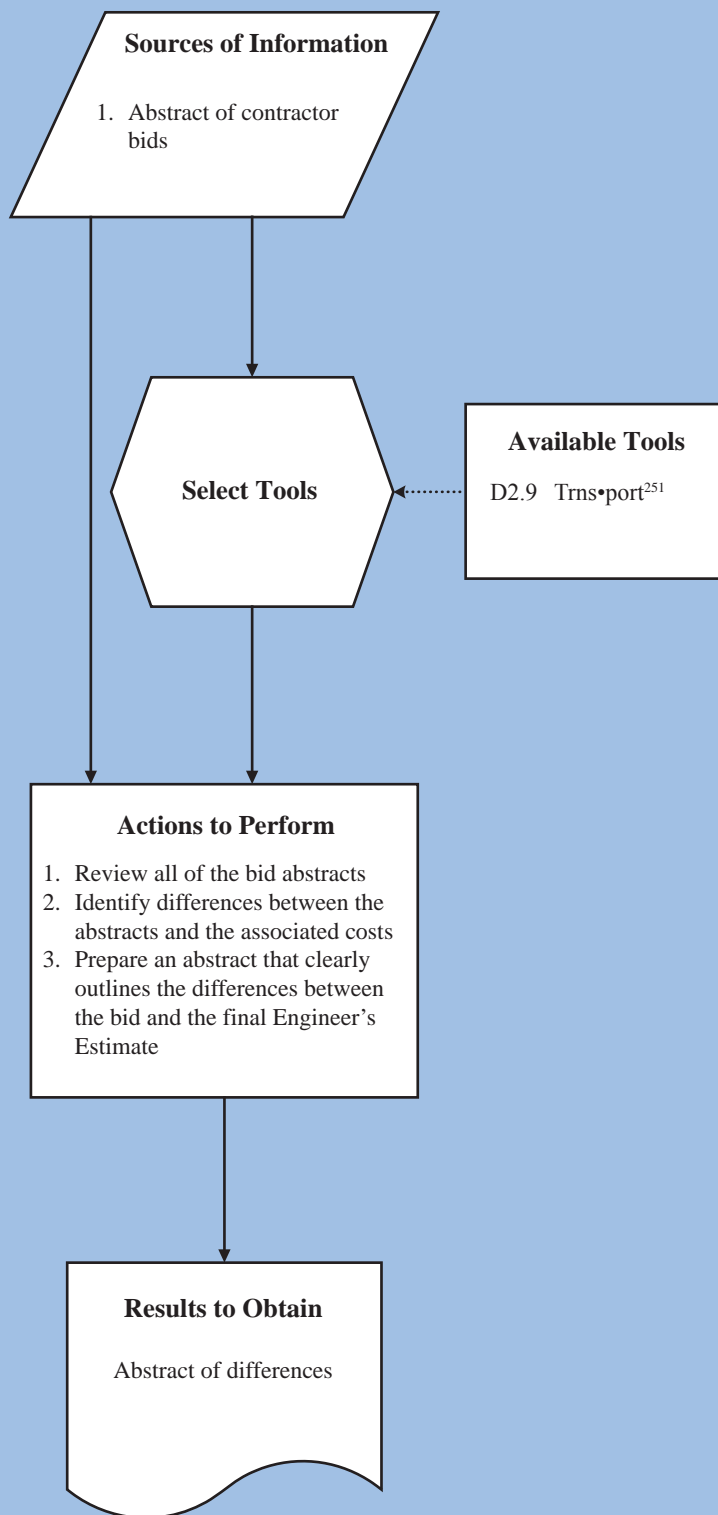 Sources of Information
1. Abstract of contractor
bids
Select Tools
Available Tools
D2.9 Trns•port251
Actions to Perform
1. Review all of the bid abstracts
2. Identify differences between the
abstracts and the associated costs
3. Prepare an abstract that clearly
outlines the differences between
the bid and the final Engineer’s
Estimate
Results to Obtain
Abstract of differences